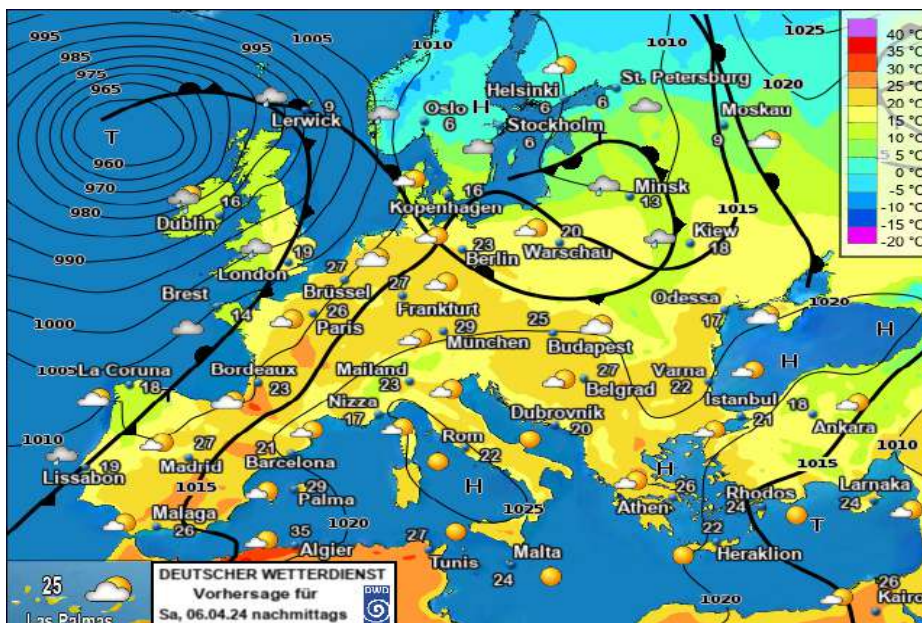 995
985
975
965
995
1005
1010
1010
1025
1020
40 °C
35 °C
30 °C
25 °C
20 °C
15 °C
10 °C
5 °C
0 °C
-5 °C
-10 °C
-15 °C
-20 °C
T
960
970
980
990
1000
1005
1010
9
Lerwick
Oslo
6
H
Helsinki
6
Stockholm
6
6
St. Petersburg
Moskau
9
16
Dublin
16
Kopenhagen
Minsk
13
1015
19
London
27
Brüssel
23
Berlin
20
Warschau
Kiew
18
Brest
14
26
Paris
27
Frankfurt
29
München
25
Budapest
Odessa
17
1020
H
H
La Coruna
18
Bordeaux
23
Mailand
23
Nizza
17
27
Belgrad
Varna
22
Istanbul
21
18
Ankara
Dubrovnik
20
Rom
22
27
Madrid
21
Barcelona
19
Lissabon
1015
29
Palma
H
1025
H
26
Athen
Rhodos
24
1015
1010
Larnaka
24
T
Malaga
26
35
Algier
1020
27
Tunis
Malta
24
22
Heraklion
1020
26
Kairo
25
Las Palmas
DEUTSCHER WETTERDIENST
Vorhersage für
Sa, 06.04.24 nachmittags
DWD